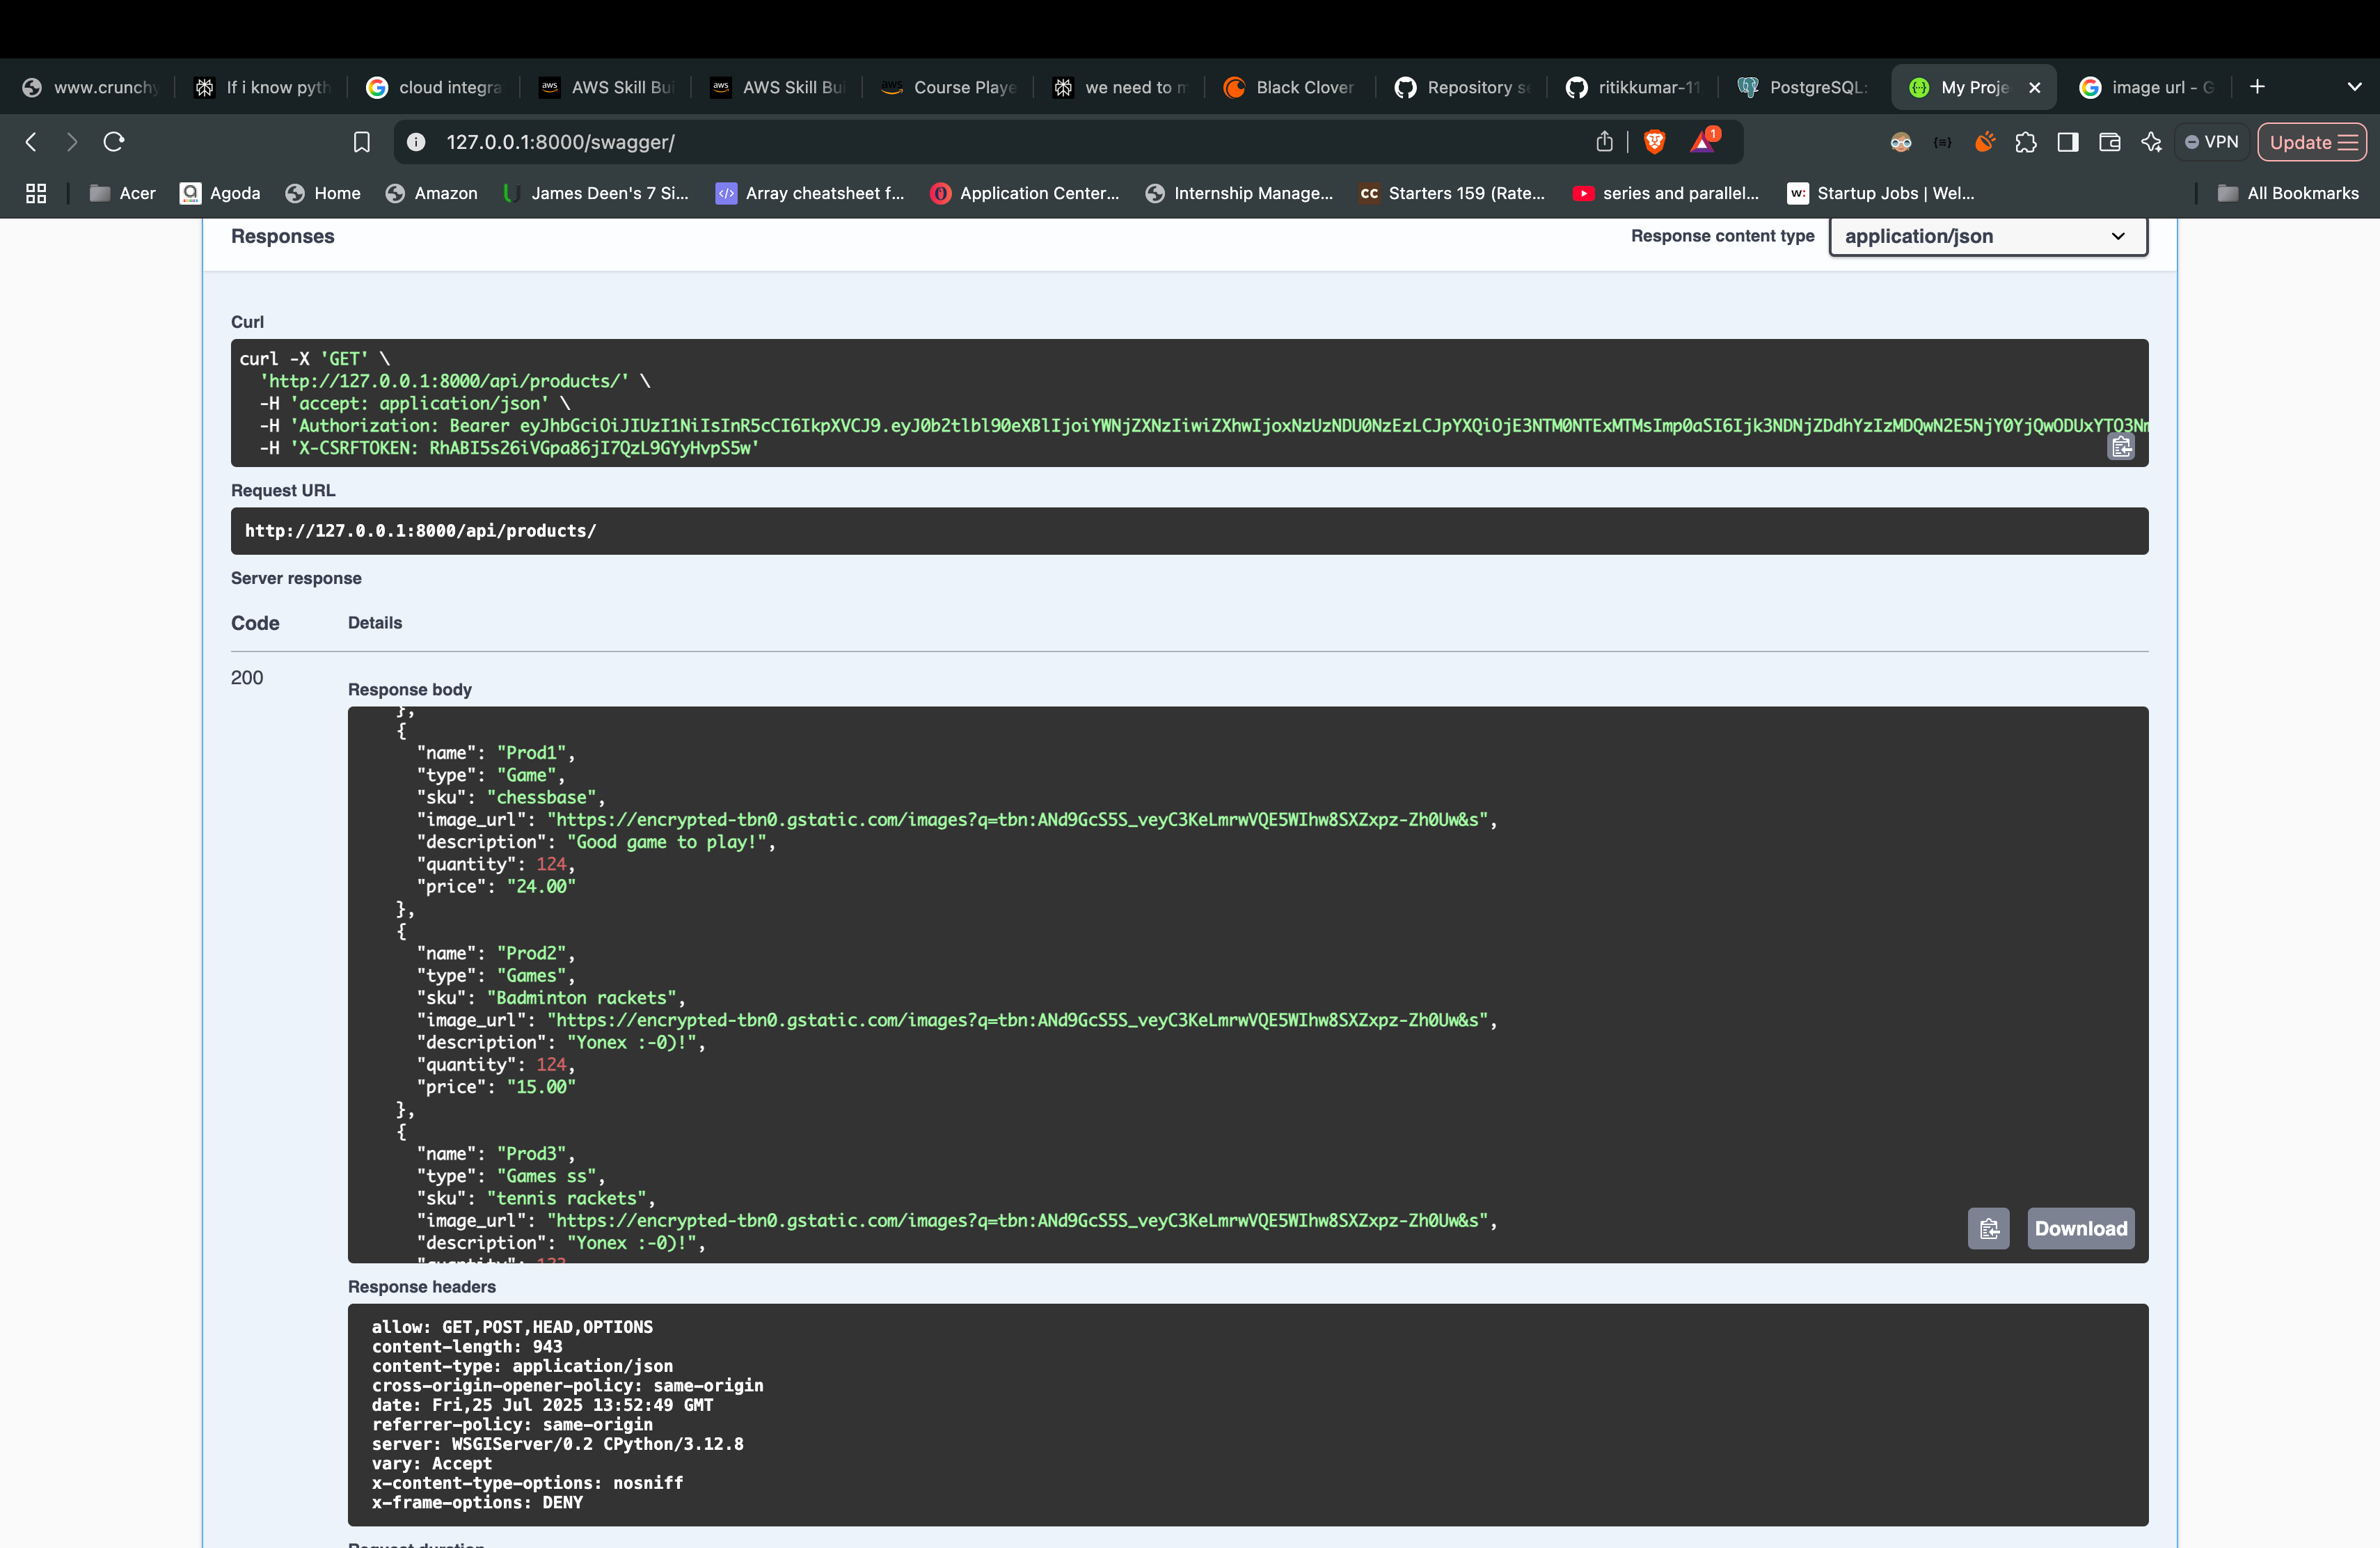 www.crunchy
If i know pyth
cloud integra
AWS Skill Bui
AWS Skill Bui
Course Playe
we need to m
Black Clover
Repository se
ritikkumar-11
PostgreSQL:
My Proje
image url - G
127.0.0.1:8000/swagger/
1
VPN
Update
Acer
Agoda
Home
Amazon
James Deen's 7 Si...
Array cheatsheet f...
Application Center...
Internship Manage...
CC Starters 159 (Rate...
series and parallel...
w: Startup Jobs | Wel...
All Bookmarks
Responses
Response content type
application/json
Curl
curl -X 'GET' \
'http://127.0.0.1:8000/api/products/' \
-H 'accept: application/json' \
-H 'Authorization: Bearer
-H 'X-CSRFTOKEN: RhABI5s26iVGpa86jI7QzL9GYyHvpS5w'
Request URL
http://127.0.0.1:8000/api/products/
Server response
Code Details
200
Response body
},
{
"name": "Prod1",
"type": "Game",
"sku": "chessbase",
"image_url": "https://encrypted-tbn0.gstatic.com/images?q=tbn:ANd9GcS5S_veyC3KeLmrwVQE5WIhw8SXZxpz-Zh0Uw&s",
"description": "Good game to play!",
"quantity": 124,
"price": "24.00"
},
{
"name": "Prod2",
"type": "Games",
"sku": "Badminton rackets",
"image_url": "https://encrypted-tbn0.gstatic.com/images?q=tbn:ANd9GcS5S_veyC3KeLmrwVQE5WIhw8SXZxpz-Zh0Uw&s",
"description": "Yonex :-0)!",
"quantity": 124,
"price": "15.00"
},
{
"name": "Prod3",
"type": "Games ss",
"sku": "tennis rackets",
"image_url": "https://encrypted-tbn0.gstatic.com/images?q=tbn:ANd9GcS5S_veyC3KeLmrwVQE5WIhw8SXZxpz-Zh0Uw&s",
"description": "Yonex :-0)!",
Download
Response headers
allow: GET,POST,HEAD,OPTIONS
content-length: 943
content-type: application/json
cross-origin-opener-policy: same-origin
date: Fri,25 Jul 2025 13:52:49 GMT
referrer-policy: same-origin
server: WSGIServer/0.2 CPython/3.12.8
vary: Accept
x-content-type-options: nosniff
x-frame-options: DENY